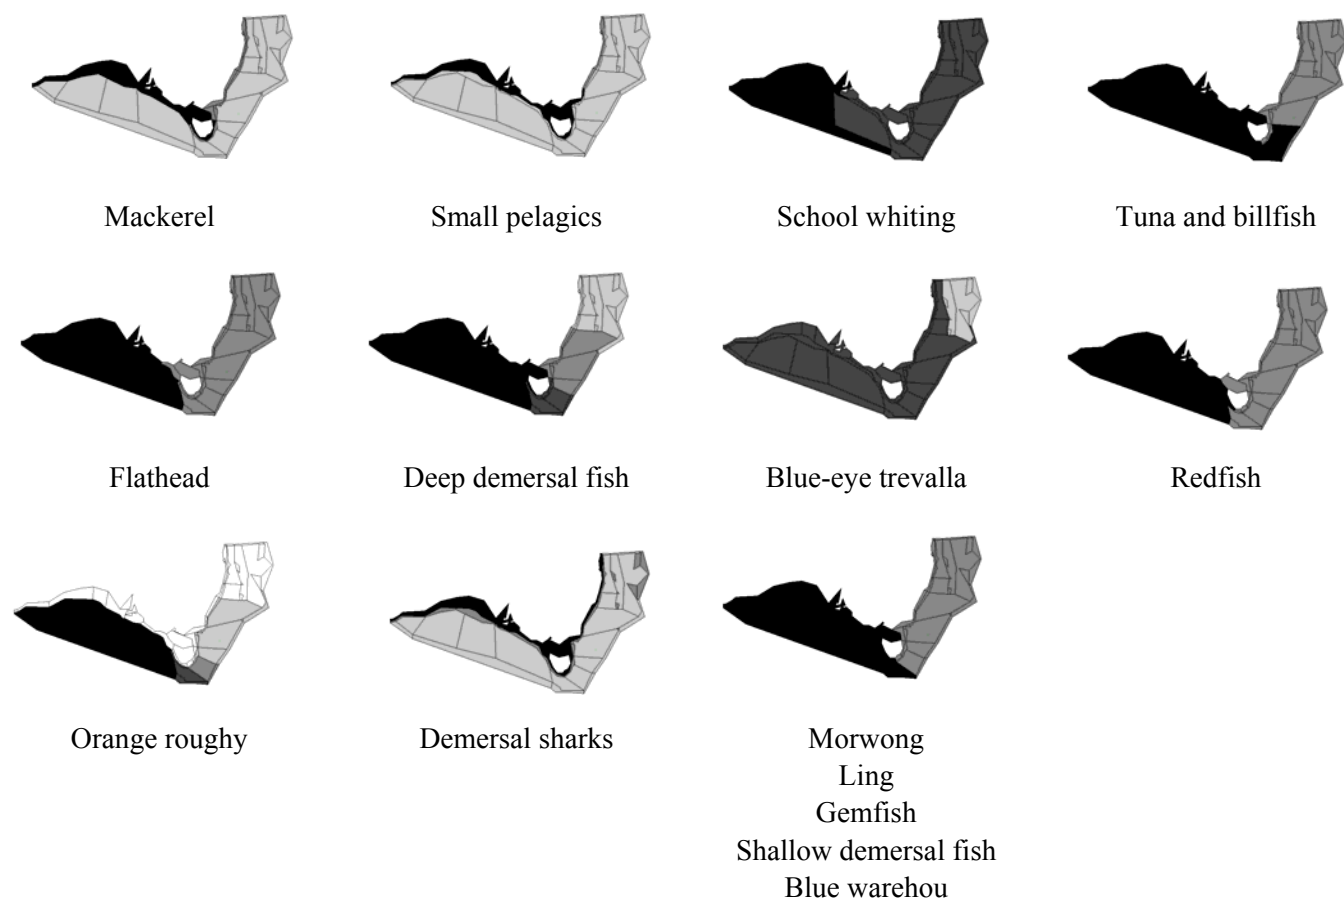 Mackerel
Small pelagics
School whiting
Tuna and billfish
Flathead
Deep demersal fish
Blue-eye trevalla
Redfish
Orange roughy
Demersal sharks
Morwong
Ling
Gemfish
Shallow demersal fish
Blue warehou